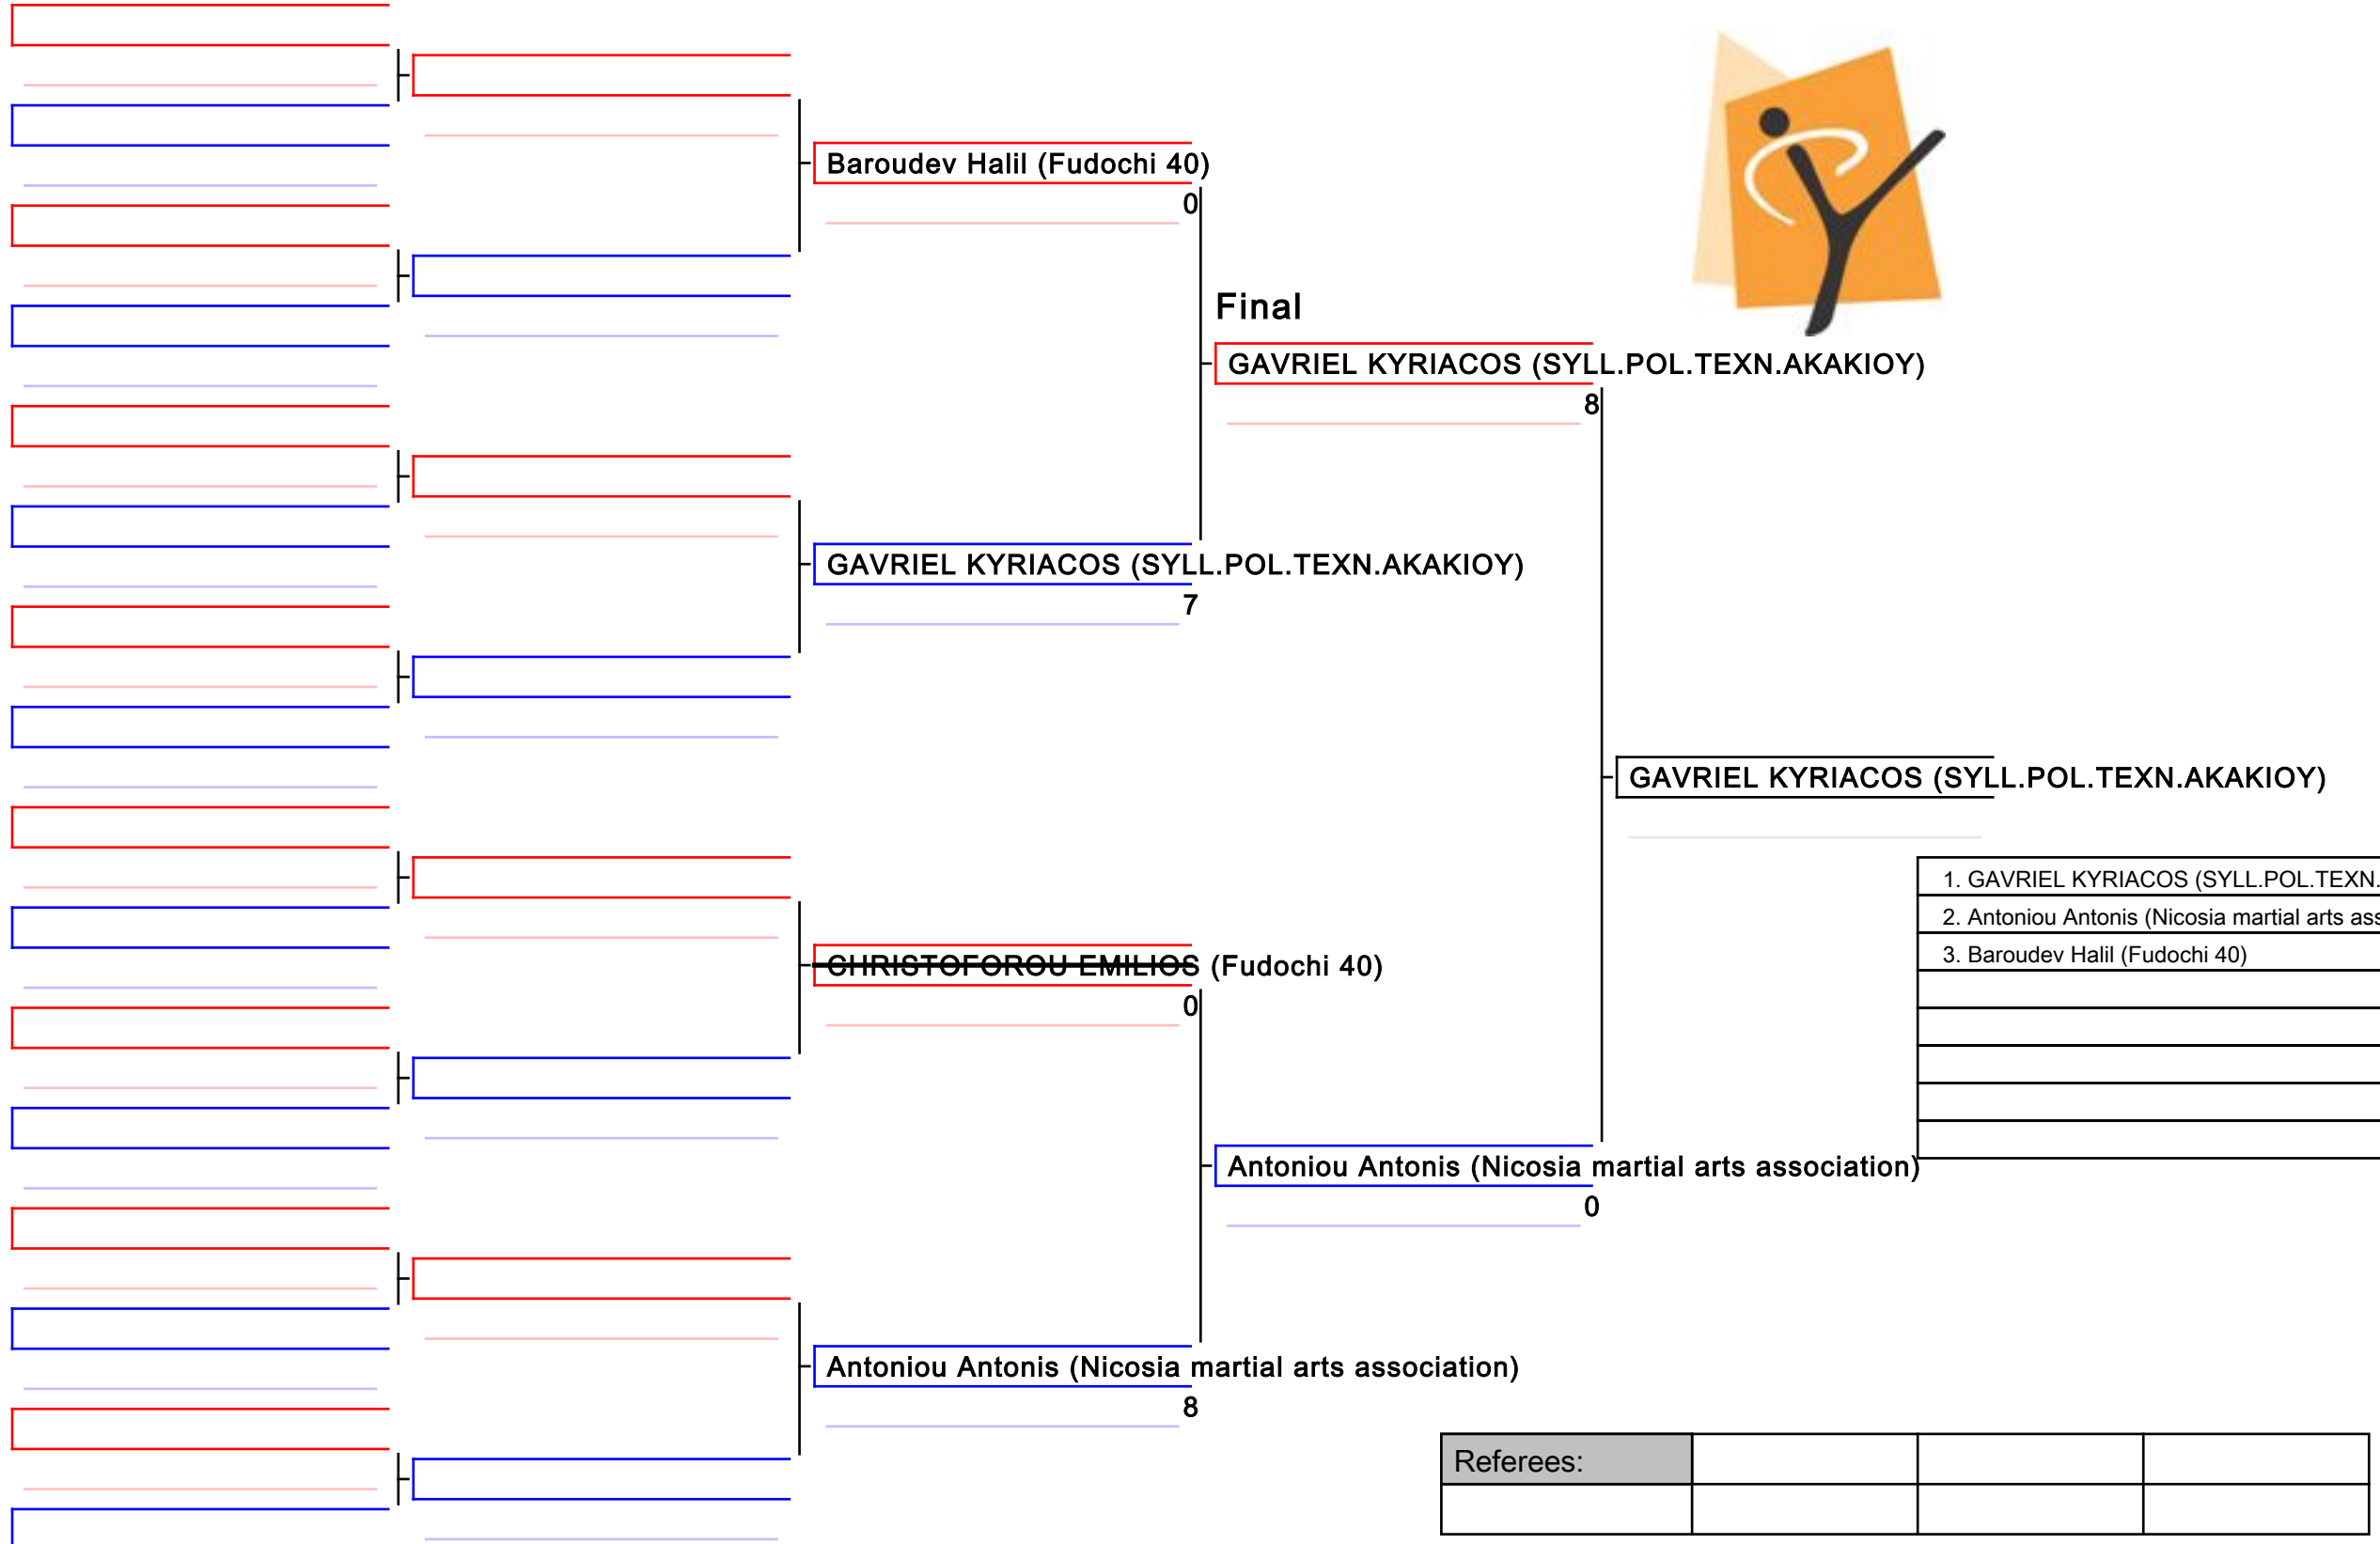 Baroudev Halil (Fudochi 40)
0
Final
GAVRIEL KYRIACOS (SYLL.POL.TEXN.AKAKIOY)
8
GAVRIEL KYRIACOS (SYLL.POL.TEXN.AKAKIOY)
7
GAVRIEL KYRIACOS (SYLL.POL.TEXN.AKAKIOY)
1. GAVRIEL KYRIACOS (SYLL.POL.TEXN.
2. Antoniou Antonis (Nicosia martial arts ass
3. Baroudev Halil (Fudochi 40)
CHRISTOFOROU EMILIOS (Fudochi 40)
0
Antoniou Antonis (Nicosia martial arts association)
0
Antoniou Antonis (Nicosia martial arts association)
8
Referees: